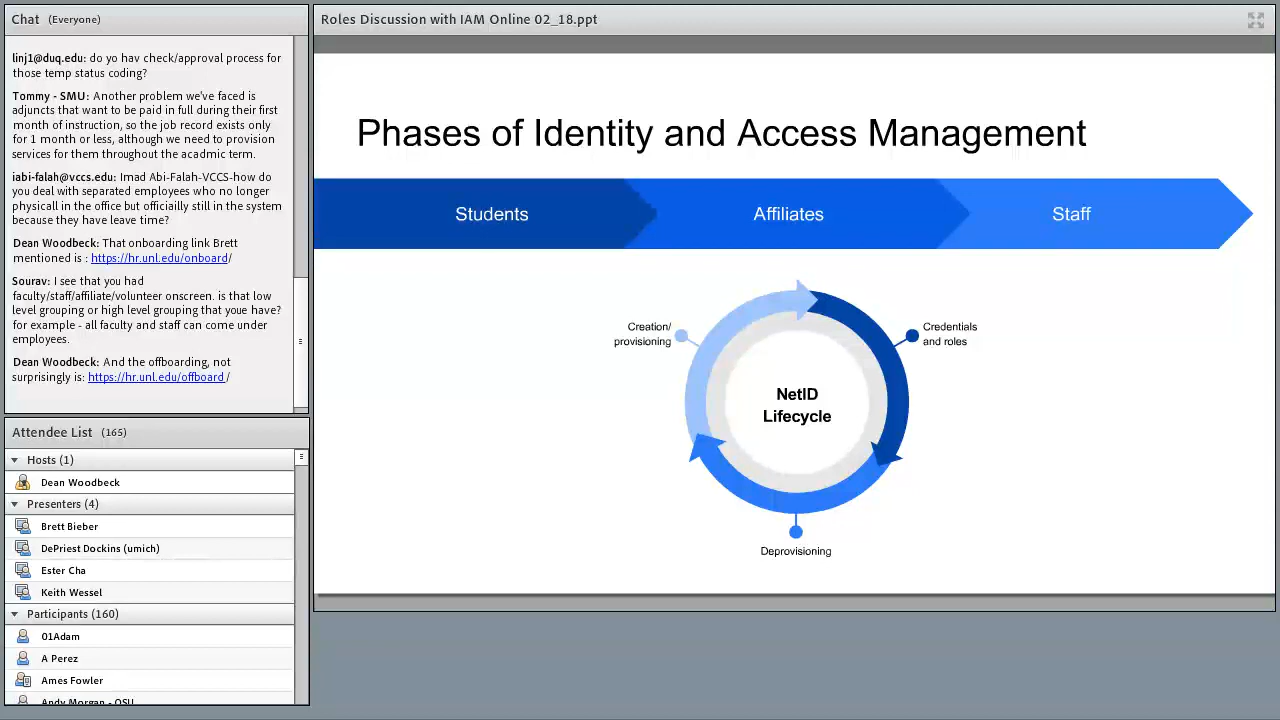 Chat (Everyone)
linj1@duq.edu: do yo hav check/approval process for
those temp status coding?
Tommy - SMU: Another problem we've faced is
adjuncts that want to be paid in full during their first
month of instruction, so the job record exists only
for 1 month or less, although we need to provision
services for them throughout the acadmic term.
iabi-falah@vccs.edu: Imad Abi-Falah-VCCS-how do
you deal with separated employees who no longer
physicall in the office but officiailly still in the system
because they have leave time?
Dean Woodbeck: That onboarding link Brett
mentioned is : https://hr.unl.edu/onboard/
Sourav: I see that you had
faculty/staff/affiliate/volunteer onscreen. is that low
level grouping or high level grouping that youe have?
for example - all faculty and staff can come under
employees.
Dean Woodbeck: And the offboarding, not
surprisingly is: https://hr.unl.edu/offboard /
Attendee List (165)
Hosts (1)
Dean Woodbeck
Presenters (4)
Brett Bieber
DePriest Dockins (umich)
Ester Cha
Keith Wessel
Participants (160)
01Adam
A Perez
Ames Fowler
Andy Morgan - OSU
Roles Discussion with IAM Online 02_18.ppt
Phases of Identity and Access Management
Students
Affiliates
Staff
Creation/
provisioning
Credentials
and roles
NetID
Lifecycle
Deprovisioning